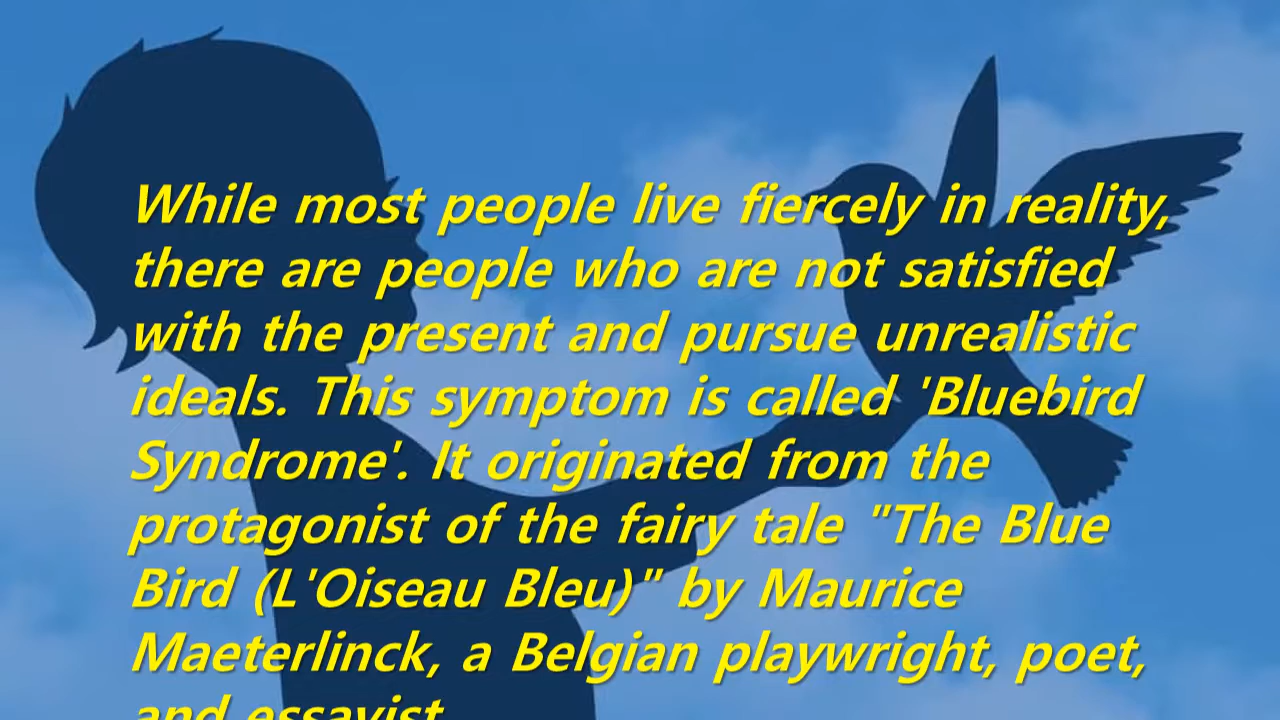 While most people live fiercely in reality,
there are people who are not satisfied
with the present and pursue unrealistic
ideals. This symptom is called 'Bluebird
Syndrome'. It originated from the
protagonist of the fairy tale "The Blue
Bird (L'Oiseau Bleu)" by Maurice
Maeterlinck, a Belgian playwright, poet,
and essayist.